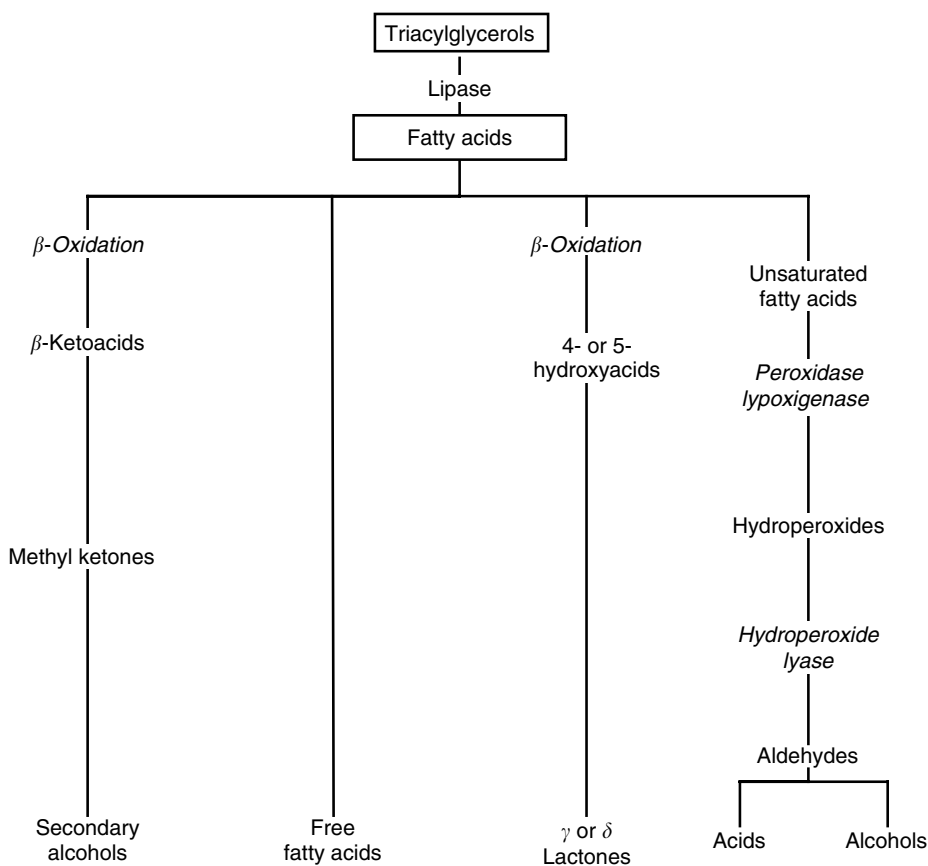 Triacylglycerols
Lipase
Fatty acids
β-Oxidation
β-Oxidation
Unsaturated
fatty acids
β-Ketoacids
4- or 5-
hydroxyacids
Peroxidase
lypoxigenase
Hydroperoxides
Methyl ketones
Hydroperoxide
lyase
Aldehydes
Secondary
alcohols
Free
fatty acids
γ or δ
Lactones
Acids
Alcohols